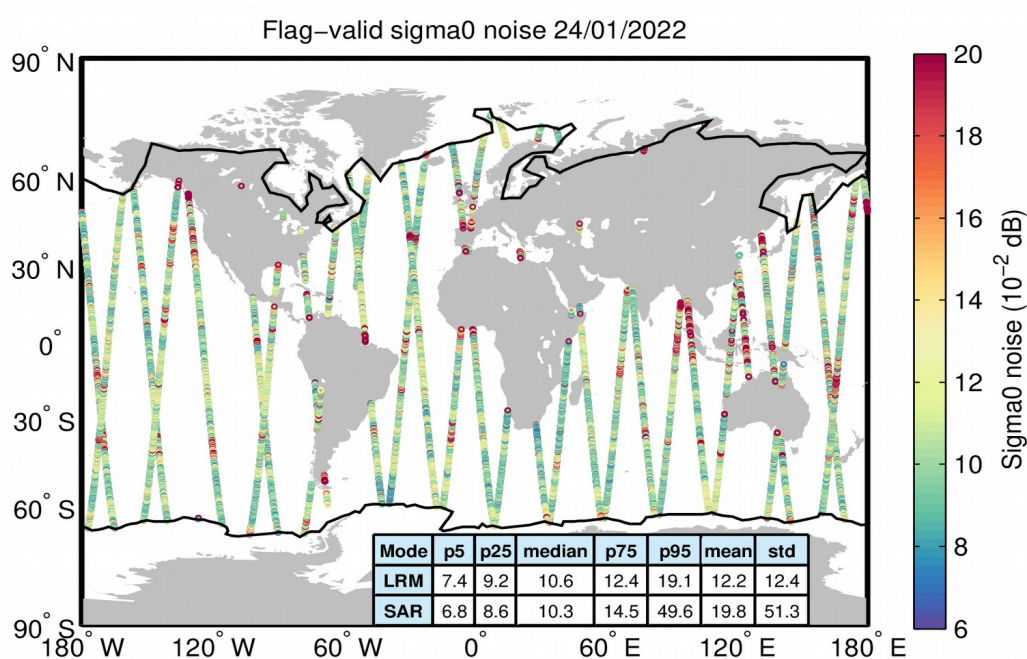 Flag−valid sigma0 noise 24/01/2022
90° N
60° N
30° N
0°
30° S
60° S
90° S
180° W
120° W
60° W
0°
60° E
120° E
180° E
Mode p5 p25 median p75 p95 mean std
LRM 7.4 9.2 10.6 12.4 19.1 12.2 12.4
SAR 6.8 8.6 10.3 14.5 49.6 19.8 51.3
20
18
16
14
12
10
8
6
Sigma0 noise (10⁻² dB)